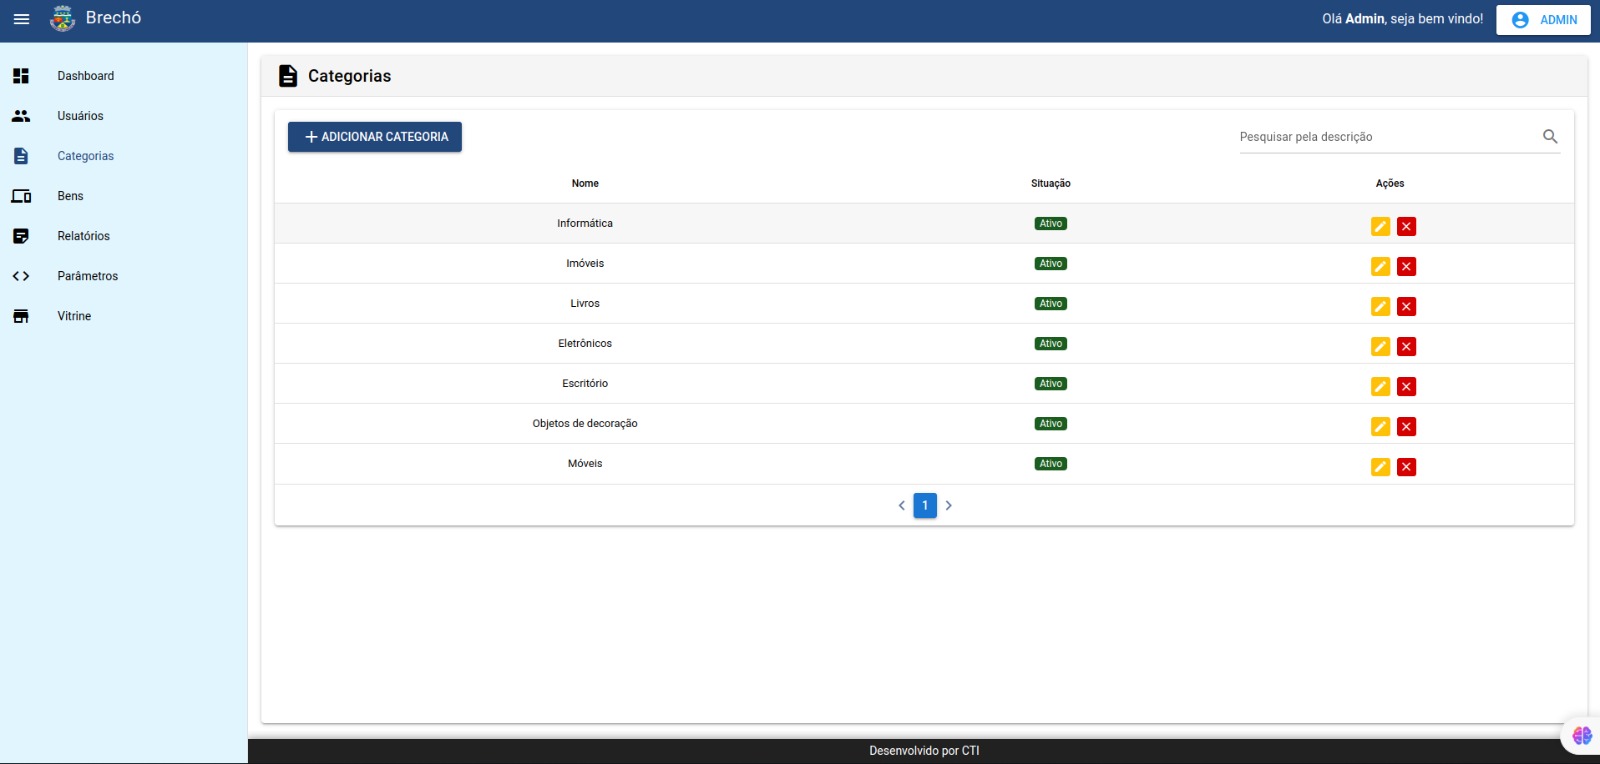 Brechó
Olá Admin, seja bem vindo!
ADMIN
Dashboard
Usuários
Categorias
Bens
Relatórios
Parâmetros
Vitrine
Categorias
ADICIONAR CATEGORIA
Pesquisar pela descrição
Nome Situação Ações
Informática Ativo
Imóveis Ativo
Livros Ativo
Eletrônicos Ativo
Escritório Ativo
Objetos de decoração Ativo
Móveis Ativo
1
Desenvolvido por CTI